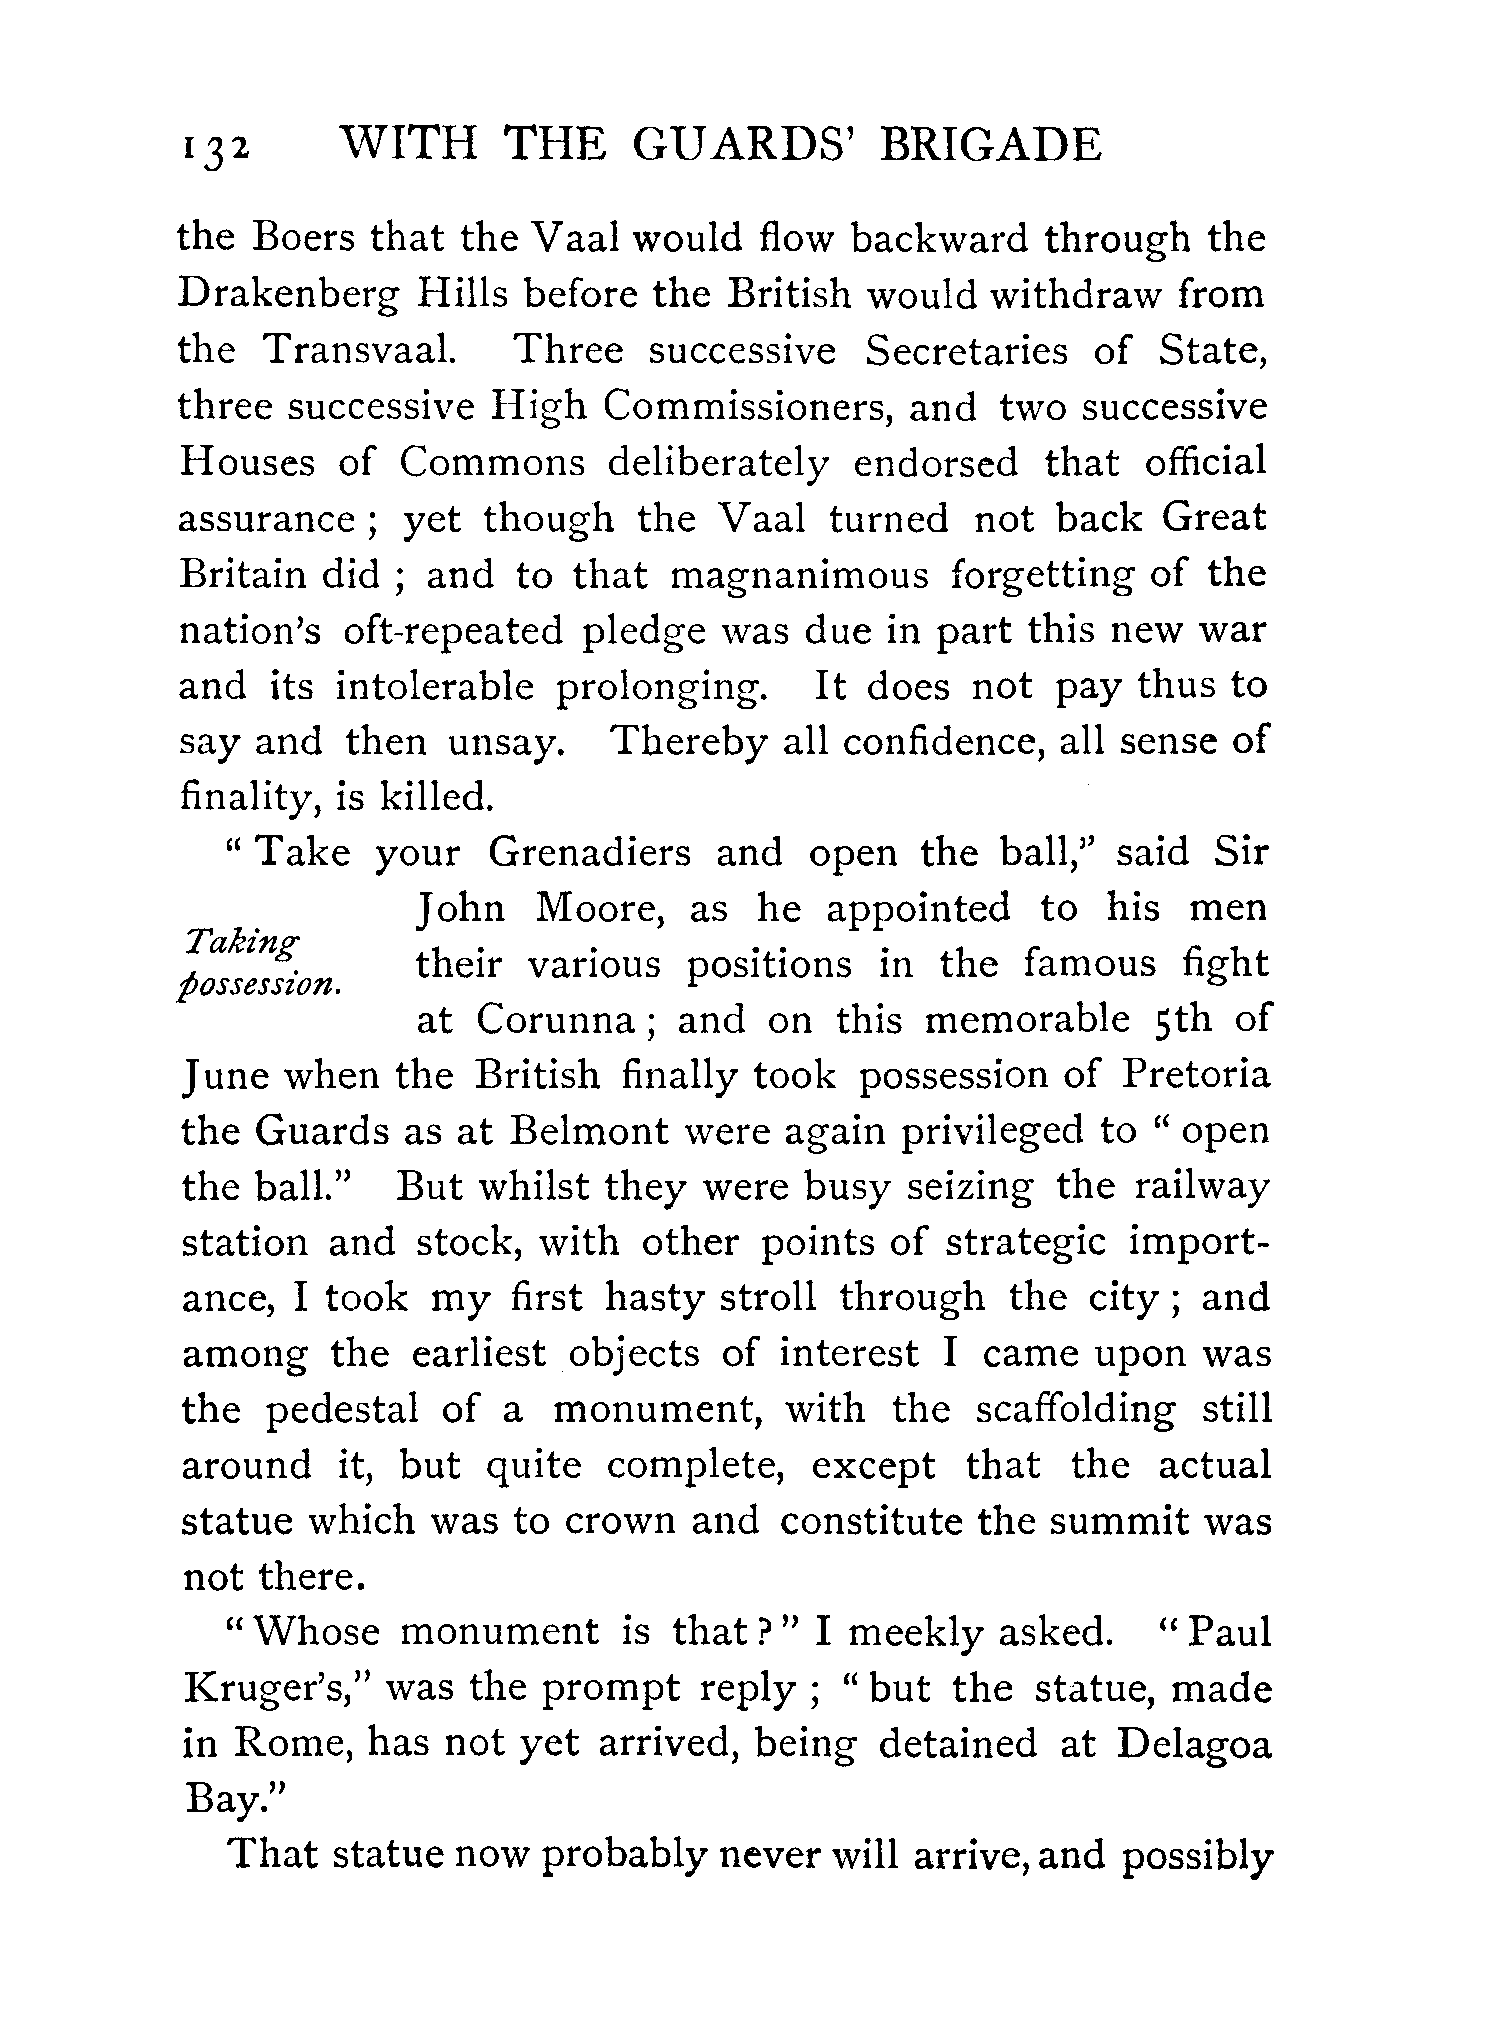 132 WITH THE GUARDS' BRIGADE
the Boers that the Vaal would flow backward through the
Drakenberg Hills before the British would withdraw from
the Transvaal. Three successive Secretaries of State,
three successive High Commissioners, and two successive
Houses of Commons deliberately endorsed that official
assurance ; yet though the Vaal turned not back Great
Britain did ; and to that magnanimous forgetting of the
nation's oft-repeated pledge was due in part this new war
and its intolerable prolonging. It does not pay thus to
say and then unsay. Thereby all confidence, all sense of
finality, is killed.
" Take your Grenadiers and open the ball," said Sir
Taking
possession.
John Moore, as he appointed to his men
their various positions in the famous fight
at Corunna ; and on this memorable 5th of
June when the British finally took possession of Pretoria
the Guards as at Belmont were again privileged to " open
the ball." But whilst they were busy seizing the railway
station and stock, with other points of strategic import-
ance, I took my first hasty stroll through the city ; and
among the earliest objects of interest I came upon was
the pedestal of a monument, with the scaffolding still
around it, but quite complete, except that the actual
statue which was to crown and constitute the summit was
not there.
" Whose monument is that ? " I meekly asked. " Paul
Kruger's," was the prompt reply ; " but the statue, made
in Rome, has not yet arrived, being detained at Delagoa
Bay."
That statue now probably never will arrive, and possibly